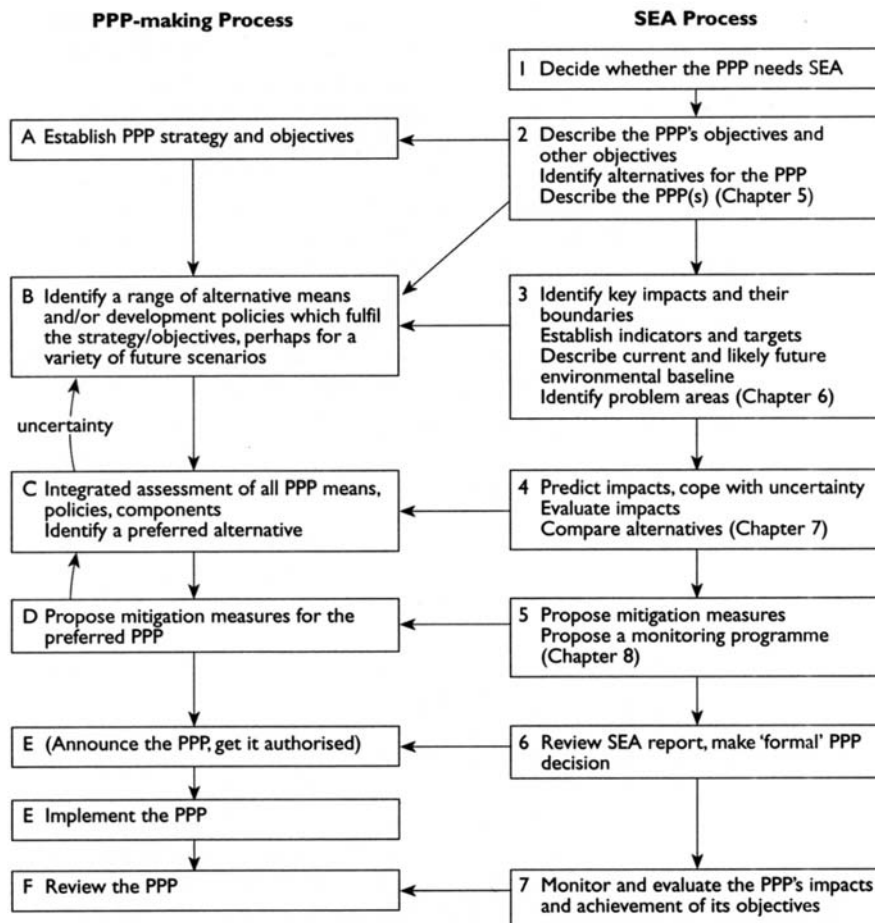 PPP-making Process
SEA Process
1 Decide whether the PPP needs SEA
A Establish PPP strategy and objectives
2 Describe the PPP's objectives and
other objectives
Identify alternatives for the PPP
Describe the PPP(s) (Chapter 5)
B Identify a range of alternative means
and/or development policies which fulfil
the strategy/objectives, perhaps for a
variety of future scenarios
3 Identify key impacts and their
boundaries
Establish indicators and targets
Describe current and likely future
environmental baseline
Identify problem areas (Chapter 6)
uncertainty
C Integrated assessment of all PPP means,
policies, components
Identify a preferred alternative
4 Predict impacts, cope with uncertainty
Evaluate impacts
Compare alternatives (Chapter 7)
D Propose mitigation measures for the
preferred PPP
5 Propose mitigation measures
Propose a monitoring programme
(Chapter 8)
E (Announce the PPP, get it authorised)
6 Review SEA report, make 'formal' PPP
decision
E Implement the PPP
F Review the PPP
7 Monitor and evaluate the PPP's impacts
and achievement of its objectives